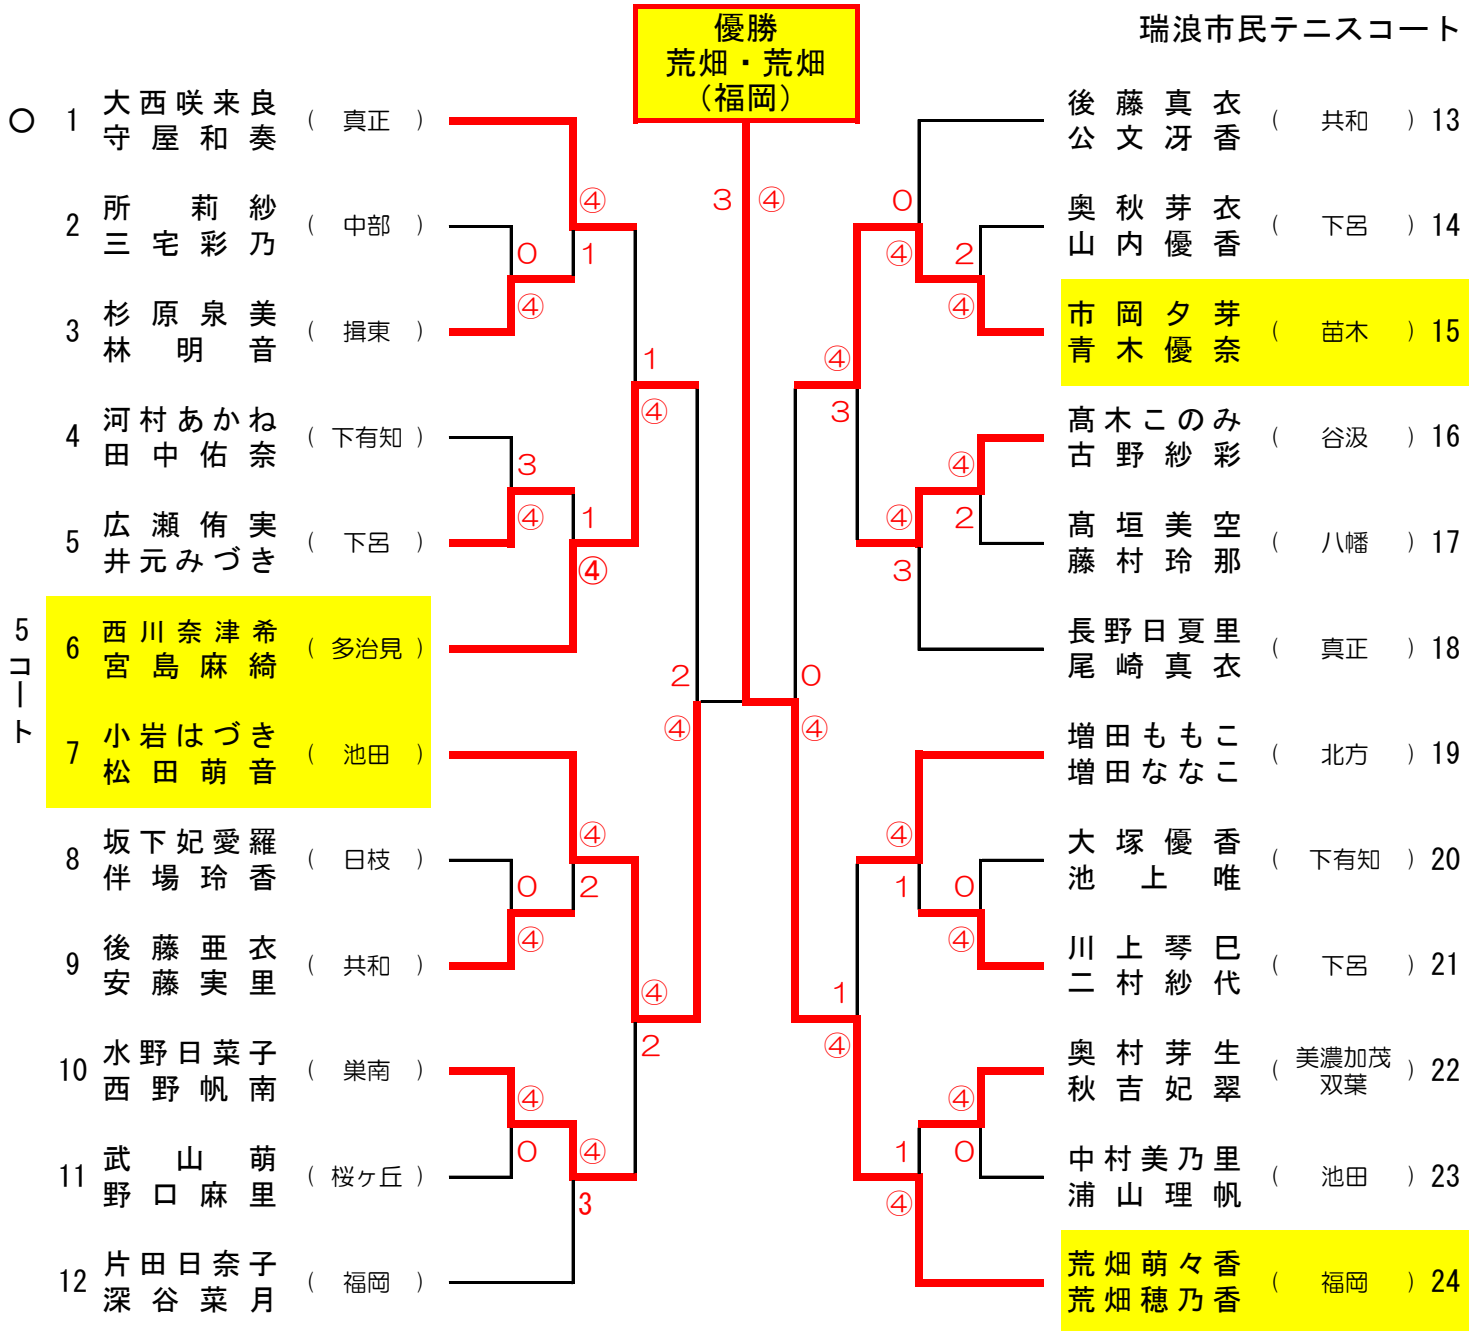 優勝
荒畑・荒畑
（福岡）
瑞浪市民テニスコート
○ 1 大西咲来良 守屋和奏 （ 真正 ）
2 所莉紗 三宅彩乃 （ 中部 ）
3 杉原泉美 林明音 （ 揖東 ）
4 河村あかね 田中佑奈 （ 下有知 ）
5 広瀬侑実 井元みづき （ 下呂 ）
5コート
6 西川奈津希 宮島麻綺 （ 多治見 ）
7 小岩はづき 松田萌音 （ 池田 ）
8 坂下妃愛羅 伴場玲香 （ 日枝 ）
9 後藤亜衣 安藤実里 （ 共和 ）
10 水野日菜子 西野帆南 （ 巣南 ）
11 武山萌 野口麻里 （ 桜ヶ丘 ）
12 片田日奈子 深谷菜月 （ 福岡 ）
④
0 1
④
1
④
3
④ 1
④
2
④
④
0 2
④
④
2
④
0 ④
3
3 ④
0
④ 2
④
④
3
④
④ 2
3
0
④
④
1 0
④
1
④
④
1 0
④
後藤真衣 公文冴香 （ 共和 ） 13
奥秋芽衣 山内優香 （ 下呂 ） 14
市岡夕芽 青木優奈 （ 苗木 ） 15
髙木このみ 古野紗彩 （ 谷汲 ） 16
髙垣美空 藤村玲那 （ 八幡 ） 17
長野日夏里 尾崎真衣 （ 真正 ） 18
増田ももこ 増田ななこ （ 北方 ） 19
大塚優香 池上唯 （ 下有知 ） 20
川上琴巳 二村紗代 （ 下呂 ） 21
奥村芽生 秋吉妃翠 （ 美濃加茂双葉 ） 22
中村美乃里 浦山理帆 （ 池田 ） 23
荒畑萌々香 荒畑穂乃香 （ 福岡 ） 24